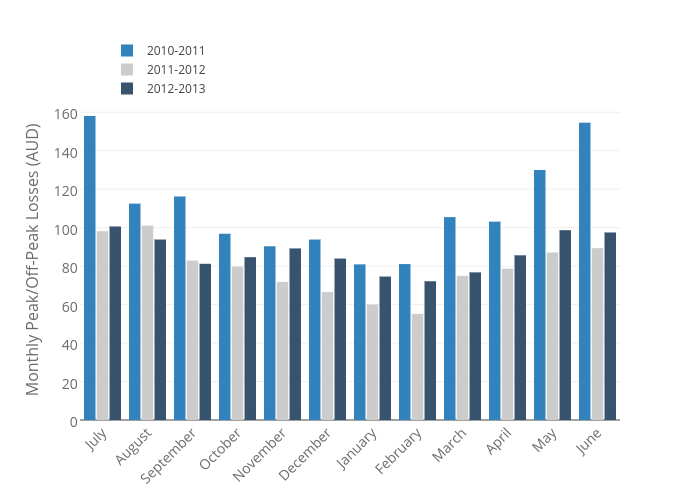 2010-2011
2011-2012
2012-2013
Monthly Peak/Off-Peak Losses (AUD)
160
140
120
100
80
60
40
20
0
July
August
September
October
November
December
January
February
March
April
May
June